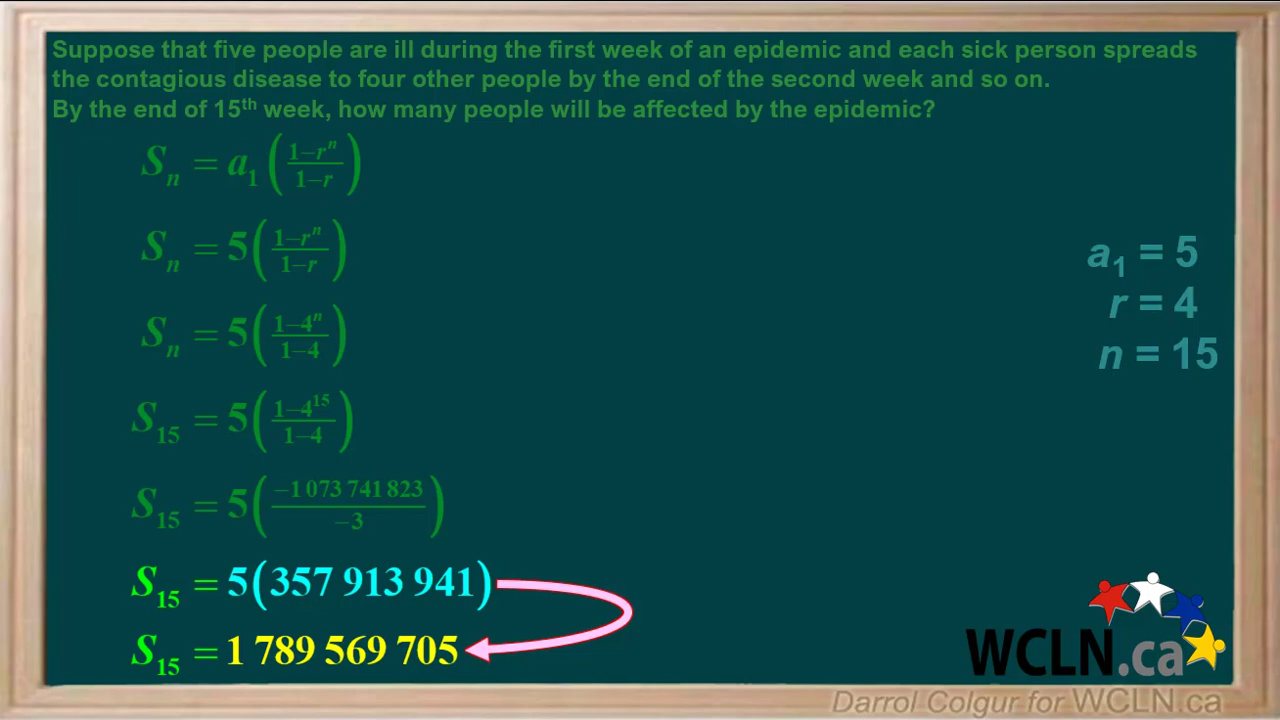 Suppose that five people are ill during the first week of an epidemic and each sick person spreads
the contagious disease to four other people by the end of the second week and so on.
By the end of 15th week, how many people will be affected by the epidemic?
Sₙ = a₁ ((1−rⁿ)/(1−r))
Sₙ = 5((1−rⁿ)/(1−r))
a₁ = 5
r = 4
Sₙ = 5((1−4ⁿ)/(1−4))
n = 15
S₁₅ = 5((1−4¹⁵)/(1−4))
S₁₅ = 5((−1 073 741 823)/(−3))
S₁₅ = 5(357 913 941)
S₁₅ = 1 789 569 705
WCLN.ca
Darrol Colgur for WCLN.ca